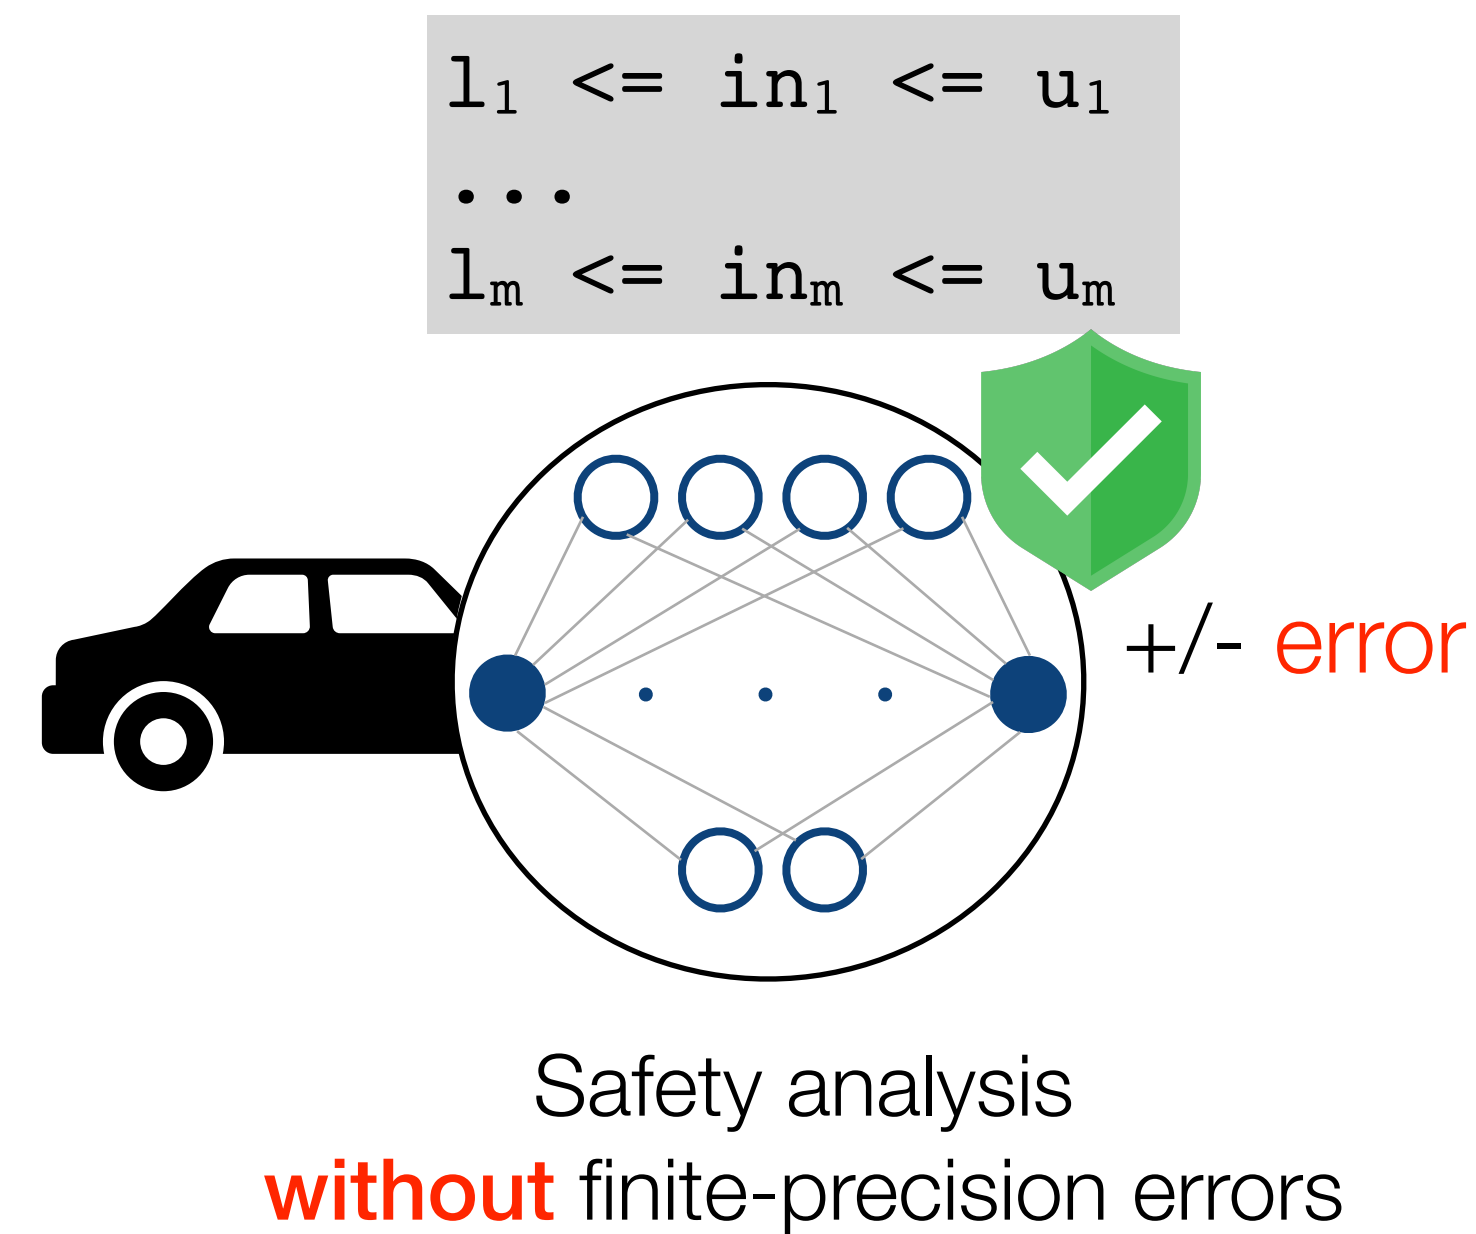 l₁ <= in₁ <= u₁
...
lₘ <= inₘ <= uₘ
+/- error
Safety analysis
without finite-precision errors